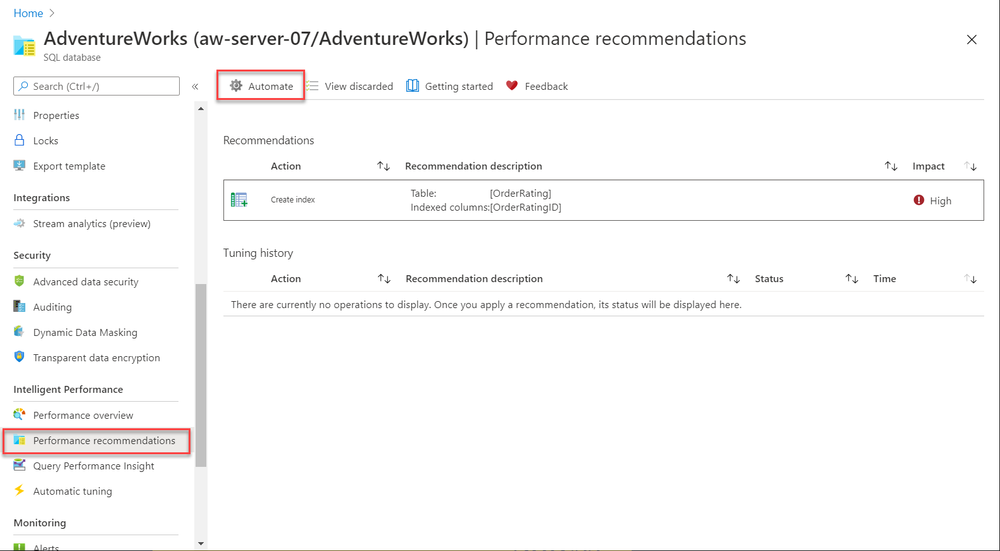 Home
AdventureWorks (aw-server-07/AdventureWorks) | Performance recommendations
SQL database
Search (Ctrl+/)
«
Properties
Locks
Export template
Integrations
Stream analytics (preview)
Security
Advanced data security
Auditing
Dynamic Data Masking
Transparent data encryption
Intelligent Performance
Performance overview
Performance recommendations
Query Performance Insight
Automatic tuning
Monitoring
Alerts
Automate View discarded Getting started Feedback
Recommendations
Action Recommendation description Impact
Create index Table: [OrderRating] High
Indexed columns:[OrderRatingID]
Tuning history
Action Recommendation description Status Time
There are currently no operations to display. Once you apply a recommendation, its status will be displayed here.